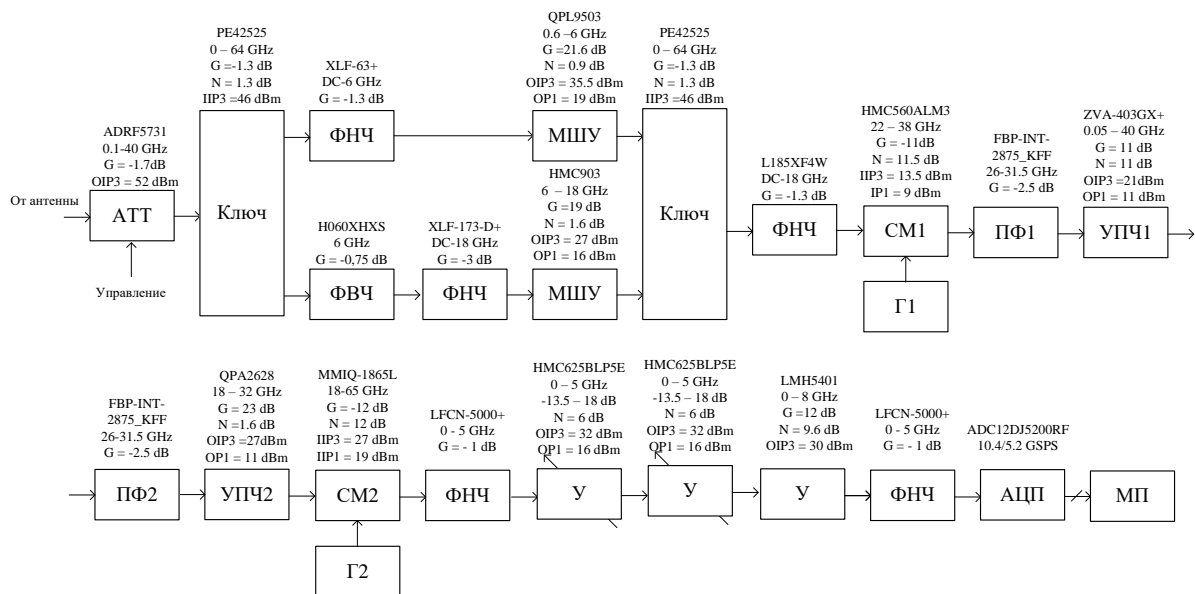 PE42525
0 – 64 GHz
G =-1.3 dB
N = 1.3 dB
IIP3=46 dBm
XLF-63+
DC-6 GHz
G = -1.3 dB
QPL9503
0.6–6 GHz
G =21.6 dB
N = 0.9 dB
OIP3 = 35.5 dBm
OP1 = 19 dBm
PE42525
0 – 64 GHz
G =-1.3 dB
N = 1.3 dB
IIP3=46 dBm
ADRF5731
0.1-40 GHz
G = -1.7dB
OIP3 = 52 dBm
От антенны
АТТ
Управление
Ключ
ФНЧ
МШУ
H060XHXS
6 GHz
G = -0,75 dB
ФВЧ
XLF-173-D+
DC-18 GHz
G = -3 dB
ФНЧ
HMC903
6 – 18 GHz
G =19 dB
N = 1.6 dB
OIP3 = 27 dBm
OP1 = 16 dBm
МШУ
Ключ
L185XF4W
DC-18 GHz
G = -1.3 dB
ФНЧ
HMC560ALM3
22 – 38 GHz
G = -11dB
N = 11.5 dB
IIP3 = 13.5 dBm
IP1 = 9 dBm
СМ1
Г1
FBP-INT-
2875_KFF
26-31.5 GHz
G = -2.5 dB
ПФ1
ZVA-403GX+
0.05 – 40 GHz
G = 11 dB
N = 11 dB
OIP3 =21dBm
OP1 = 11 dBm
УПЧ1
FBP-INT-
2875_KFF
26-31.5 GHz
G = -2.5 dB
ПФ2
QPA2628
18 – 32 GHz
G = 23 dB
N =1.6 dB
OIP3 =27dBm
OP1 = 11 dBm
УПЧ2
MMIQ-1865L
18-65 GHz
G = -12 dB
N = 12 dB
IIP3 = 27 dBm
IIP1 = 19 dBm
СМ2
Г2
LFCN-5000+
0 - 5 GHz
G = - 1 dB
ФНЧ
HMC625BLP5E
0 – 5 GHz
-13.5 – 18 dB
N = 6 dB
OIP3 = 32 dBm
OP1 = 16 dBm
У
HMC625BLP5E
0 – 5 GHz
-13.5 – 18 dB
N = 6 dB
OIP3 = 32 dBm
OP1 = 16 dBm
У
LMH5401
0 – 8 GHz
G =12 dB
N = 9.6 dB
OIP3 = 30 dBm
У
LFCN-5000+
0 - 5 GHz
G = - 1 dB
ФНЧ
ADC12DJ5200RF
10.4/5.2 GSPS
АЦП
МП